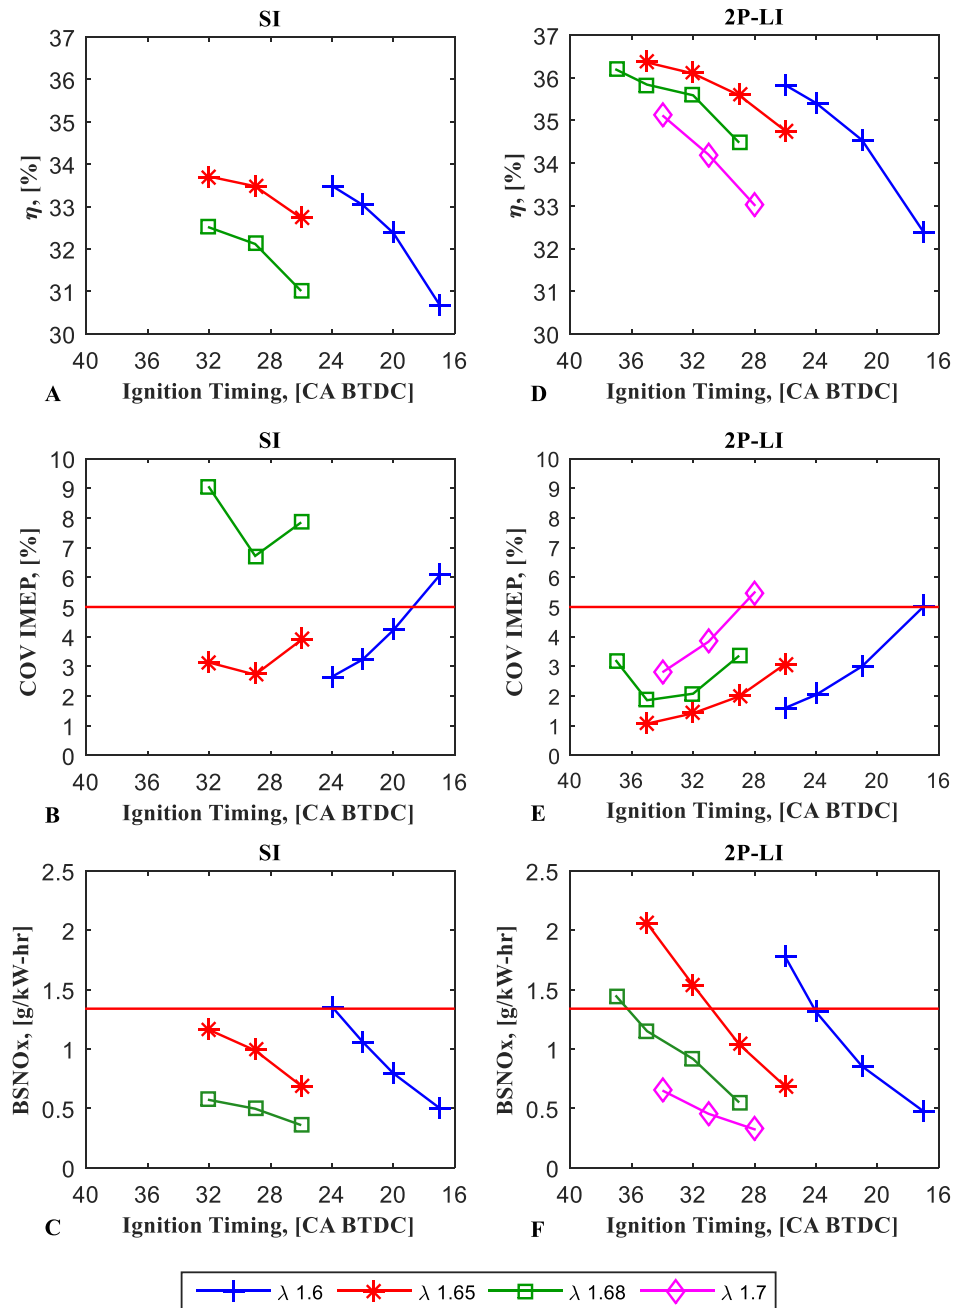 SI
37
36
35
34
33
32
31
30
η, [%]
40 36 32 28 24 20 16
A Ignition Timing, [CA BTDC]
2P-LI
37
36
35
34
33
32
31
30
η, [%]
40 36 32 28 24 20 16
D Ignition Timing, [CA BTDC]
SI
10
9
8
7
6
5
4
3
2
1
0
COV IMEP, [%]
40 36 32 28 24 20 16
B Ignition Timing, [CA BTDC]
2P-LI
10
9
8
7
6
5
4
3
2
1
0
COV IMEP, [%]
40 36 32 28 24 20 16
E Ignition Timing, [CA BTDC]
SI
2.5
2
1.5
1
0.5
0
BSNOx, [g/kW-hr)
40 36 32 28 24 20 16
C Ignition Timing, [CA BTDC]
2P-LI
2.5
2
1.5
1
0.5
0
BSNOx, [g/kW-hr)
40 36 32 28 24 20 16
F Ignition Timing, [CA BTDC]
λ 1.6 λ 1.65 λ 1.68 λ 1.7